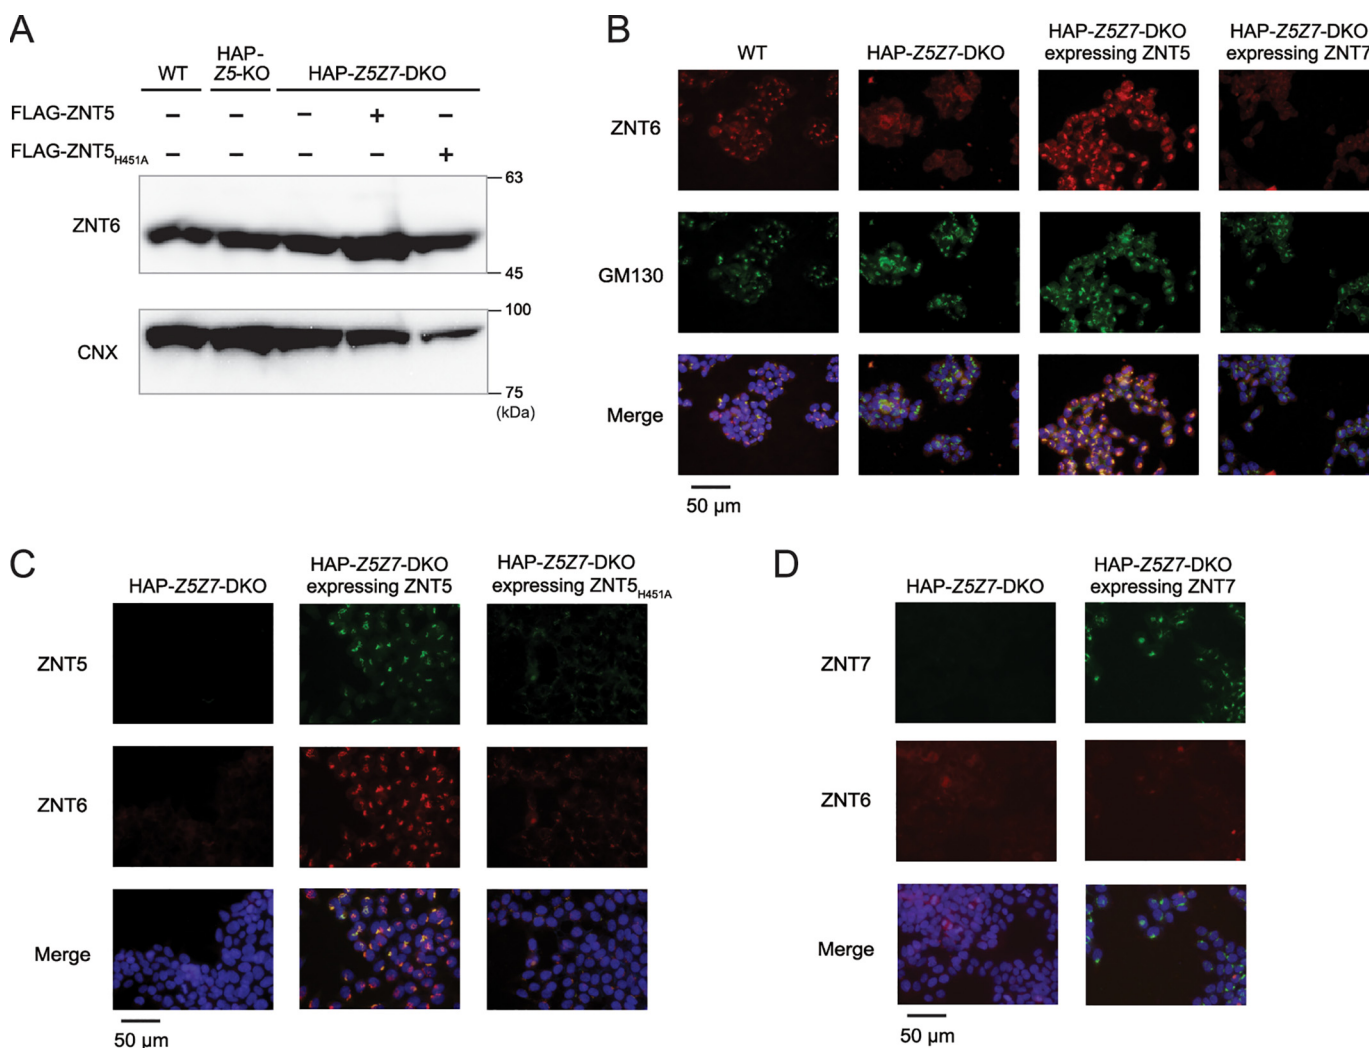 A
WT
HAP-
Z5-KO
HAP-Z5Z7-DKO
FLAG-ZNT5
– – – + –
FLAG-ZNT5H451A
– – – – +
ZNT6
63
45
CNX
100
75
(kDa)
B
WT
HAP-Z5Z7-DKO
HAP-Z5Z7-DKO
expressing ZNT5
HAP-Z5Z7-DKO
expressing ZNT7
ZNT6
GM130
Merge
50 µm
C
HAP-Z5Z7-DKO
HAP-Z5Z7-DKO
expressing ZNT5
HAP-Z5Z7-DKO
expressing ZNT5H451A
ZNT5
ZNT6
Merge
50 µm
D
HAP-Z5Z7-DKO
HAP-Z5Z7-DKO
expressing ZNT7
ZNT7
ZNT6
Merge
50 µm